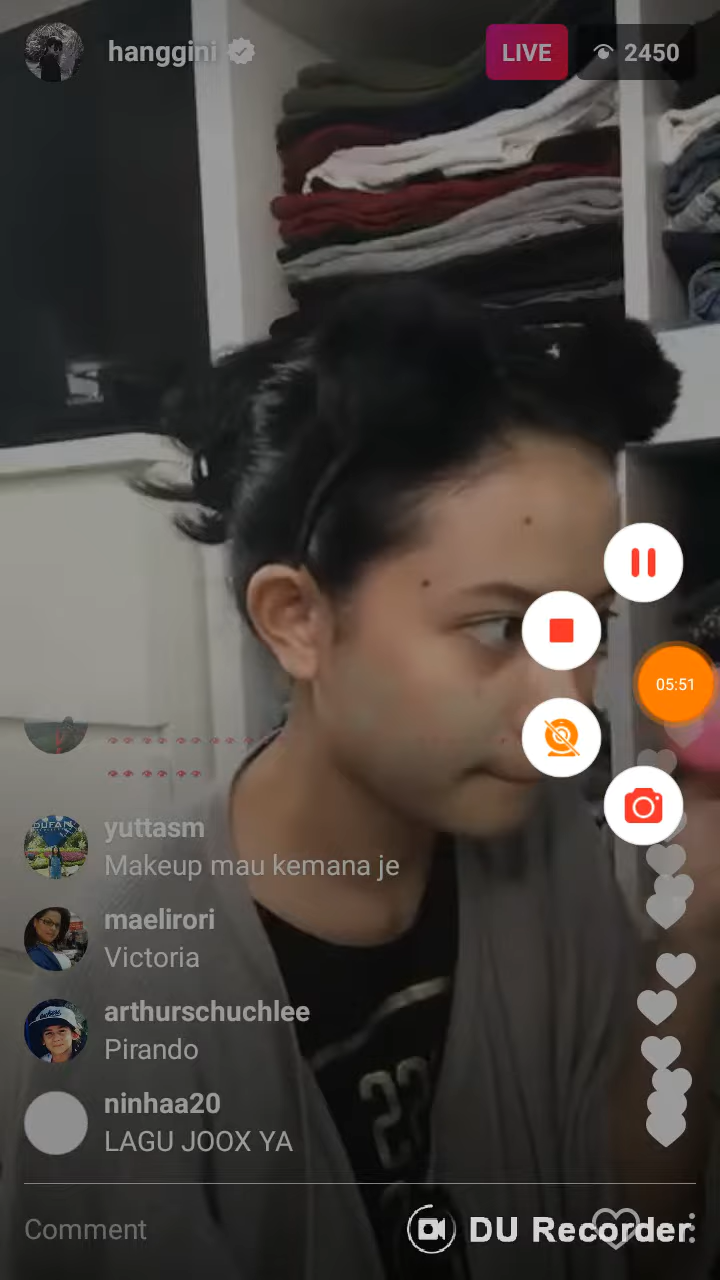 hanggini
LIVE
2450
05:51
yuttasm
Makeup mau kemana je
maelirori
Victoria
arthurschuchlee
Pirando
ninhaa20
LAGU JOOX YA
22
Comment
DU Recorder